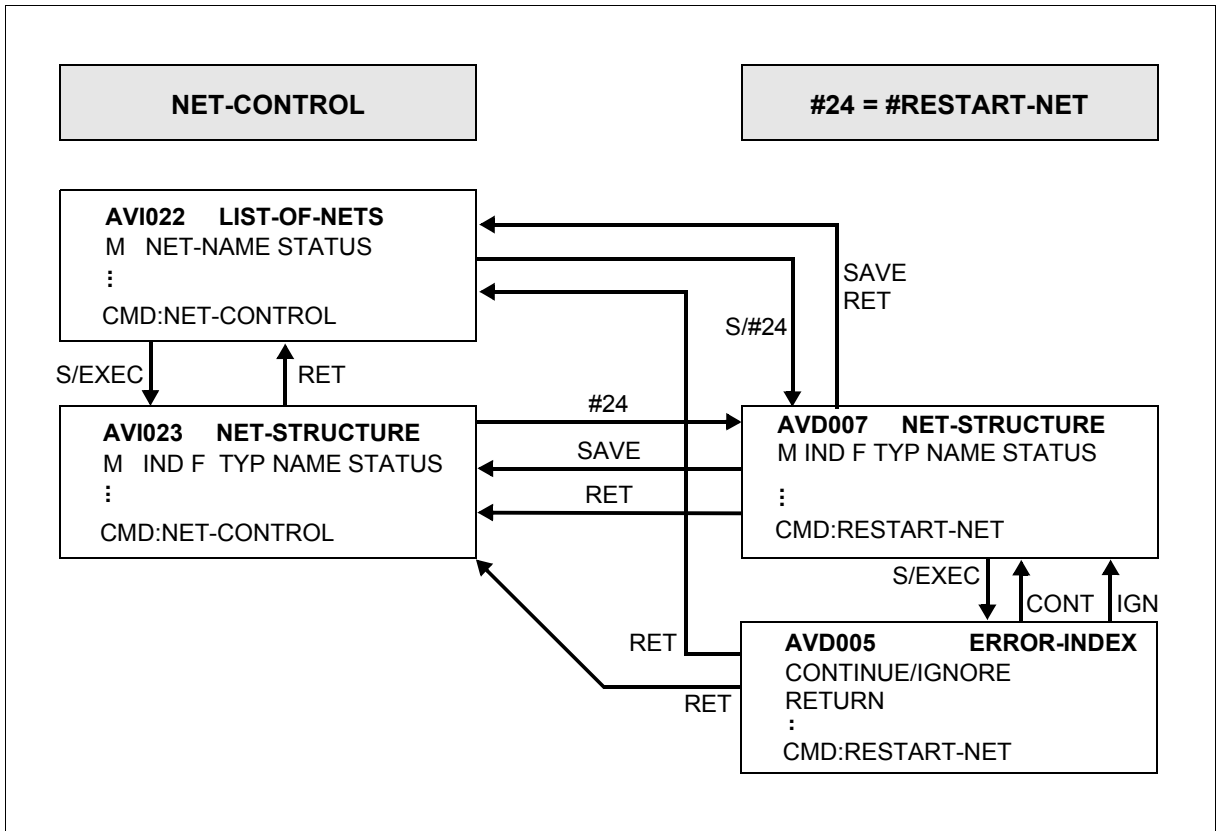 NET-CONTROL
#24 = #RESTART-NET
AVI022 LIST-OF-NETS
M NET-NAME STATUS
⋮
CMD:NET-CONTROL
SAVE
RET
S/#24
S/EXEC
RET
AVI023 NET-STRUCTURE
M IND F TYP NAME STATUS
⋮
CMD:NET-CONTROL
#24
SAVE
RET
AVD007 NET-STRUCTURE
M IND F TYP NAME STATUS
⋮
CMD:RESTART-NET
S/EXEC
CONT
IGN
RET
RET
AVD005 ERROR-INDEX
CONTINUE/IGNORE
RETURN
⋮
CMD:RESTART-NET